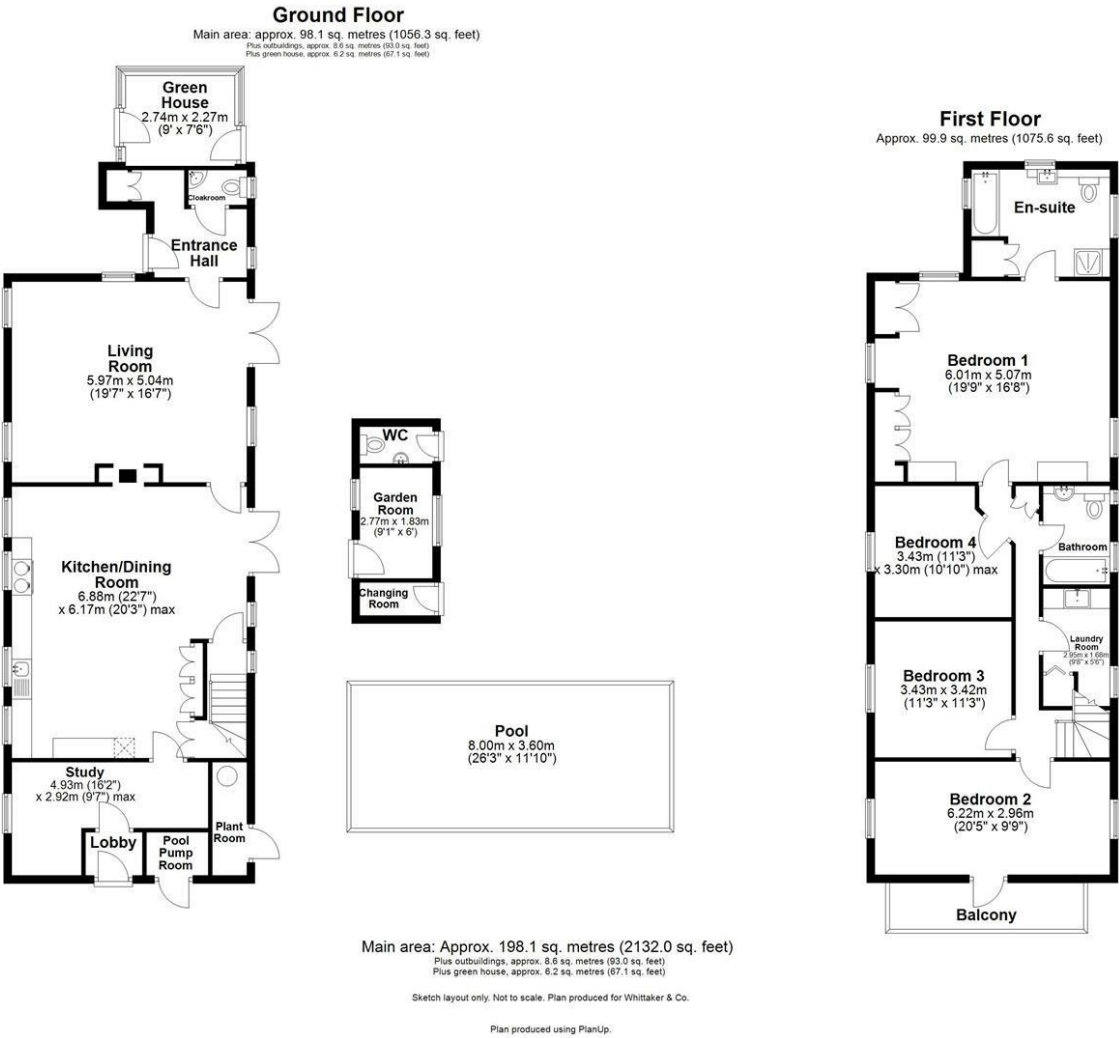 Ground Floor
Main area: approx. 98.1 sq. metres (1056.3 sq. feet)
Plus outbuildings, approx. 8.6 sq. metres (93.0 sq. feet)
Plus green house, approx. 6.2 sq. metres (67.1 sq. feet)
Green
House
2.74m x 2.27m
(9' x 7'6")
Cloakroom
Entrance
Hall
Living
Room
5.97m x 5.04m
(19'7" x 16'7")
Kitchen/Dining
Room
6.88m (22'7")
x 6.17m (20'3") max
Study
4.93m (16'2")
x 2.92m (9'7") max
Lobby
Pool
Pump
Room
Plant
Room
WC
Garden
Room
2.77m x 1.83m
(9'1" x 6')
Changing
Room
Pool
8.00m x 3.60m
(26'3" x 11'10")
First Floor
Approx. 99.9 sq. metres (1075.6 sq. feet)
En-suite
Bedroom 1
6.01m x 5.07m
(19'9" x 16'8")
Bedroom 4
3.43m (11'3")
x 3.30m (10'10") max
Bathroom
Laundry
Room
2.95m x 1.68m
(9'8" x 5'6")
Bedroom 3
3.43m x 3.42m
(11'3" x 11'3")
Bedroom 2
6.22m x 2.96m
(20'5" x 9'9")
Balcony
Main area: Approx. 198.1 sq. metres (2132.0 sq. feet)
Plus outbuildings, approx. 8.6 sq. metres (93.0 sq. feet)
Plus green house, approx. 6.2 sq. metres (67.1 sq. feet)
Sketch layout only. Not to scale. Plan produced for Whittaker & Co.
Plan produced using PlanUp.